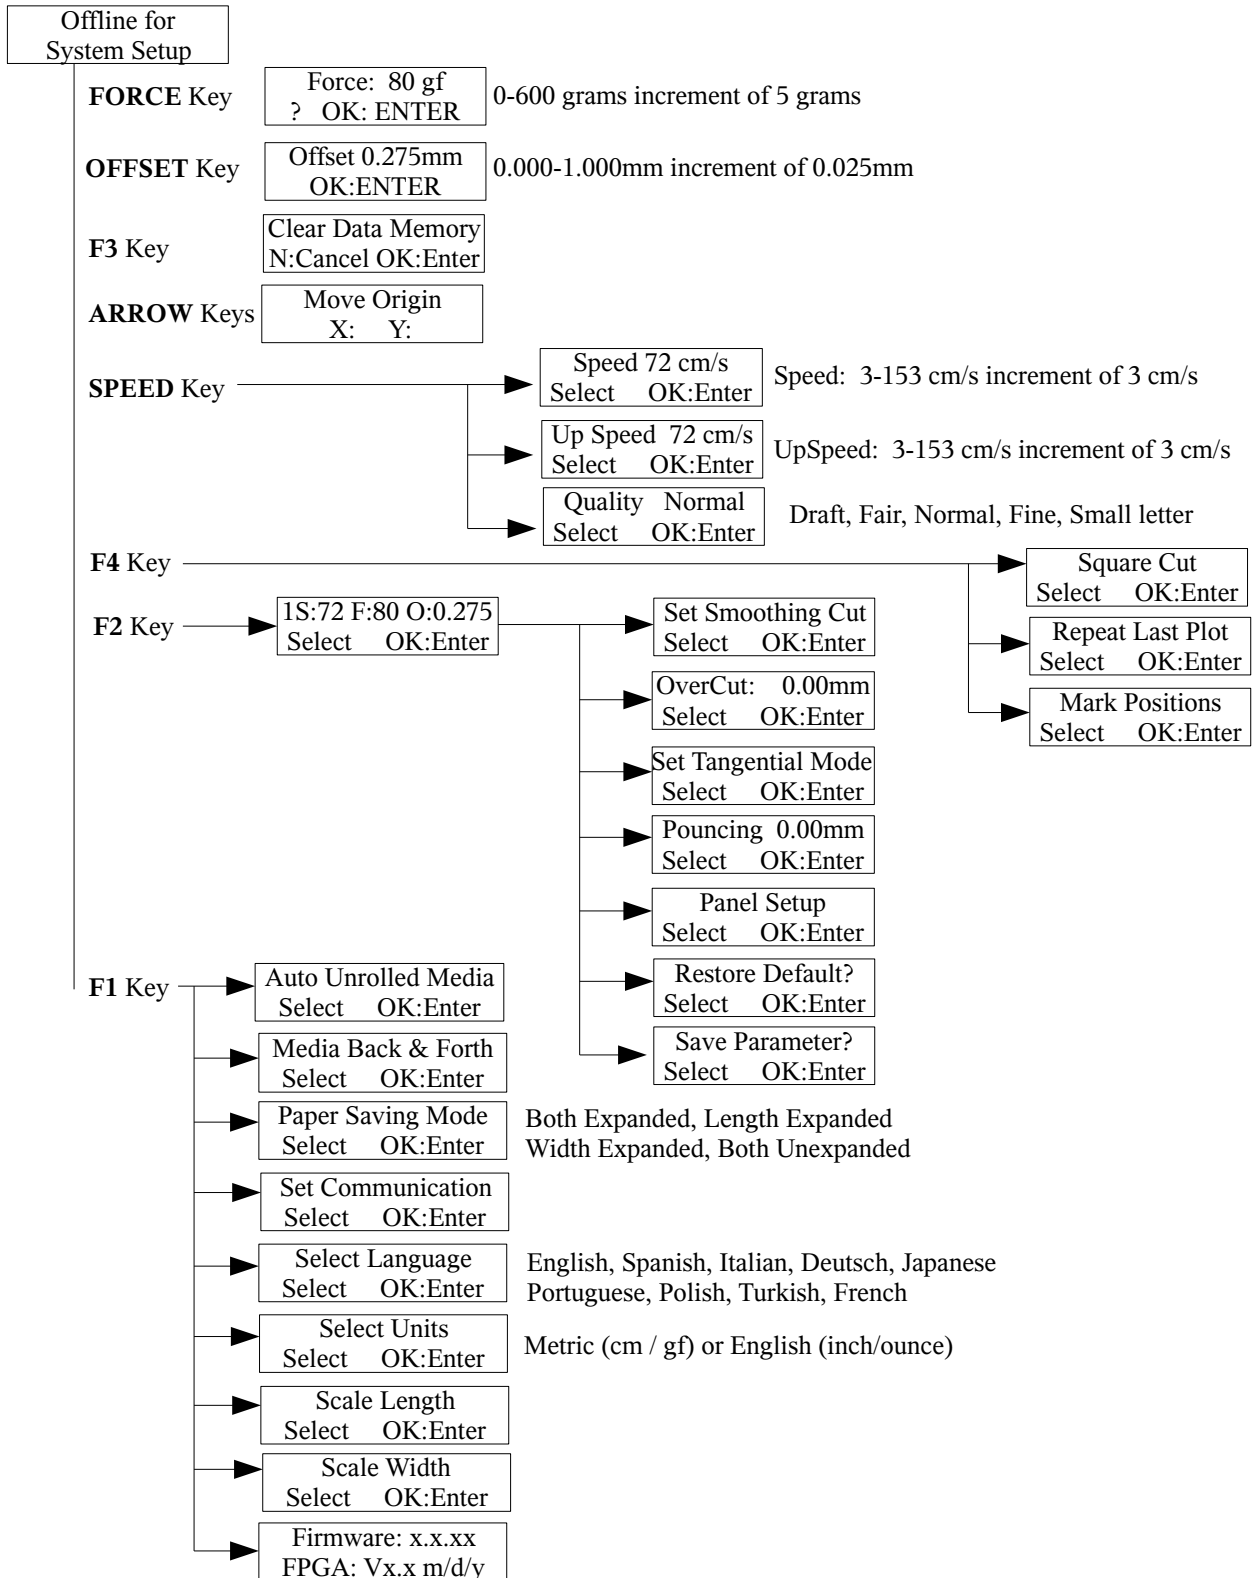 Offline for
System Setup
FORCE Key
Force: 80 gf
? OK: ENTER
0-600 grams increment of 5 grams
OFFSET Key
Offset 0.275mm
OK:ENTER
0.000-1.000mm increment of 0.025mm
F3 Key
Clear Data Memory
N:Cancel OK:Enter
ARROW Keys
Move Origin
X: Y:
SPEED Key
Speed 72 cm/s
Select OK:Enter
Speed: 3-153 cm/s increment of 3 cm/s
Up Speed 72 cm/s
Select OK:Enter
UpSpeed: 3-153 cm/s increment of 3 cm/s
Quality Normal
Select OK:Enter
Draft, Fair, Normal, Fine, Small letter
F4 Key
Square Cut
Select OK:Enter
Repeat Last Plot
Select OK:Enter
Mark Positions
Select OK:Enter
F2 Key
1S:72 F:80 O:0.275
Select OK:Enter
Set Smoothing Cut
Select OK:Enter
OverCut: 0.00mm
Select OK:Enter
Set Tangential Mode
Select OK:Enter
Pouncing 0.00mm
Select OK:Enter
Panel Setup
Select OK:Enter
Restore Default?
Select OK:Enter
Save Parameter?
Select OK:Enter
F1 Key
Auto Unrolled Media
Select OK:Enter
Media Back & Forth
Select OK:Enter
Paper Saving Mode
Select OK:Enter
Both Expanded, Length Expanded
Width Expanded, Both Unexpanded
Set Communication
Select OK:Enter
Select Language
Select OK:Enter
English, Spanish, Italian, Deutsch, Japanese
Portuguese, Polish, Turkish, French
Select Units
Select OK:Enter
Metric (cm / gf) or English (inch/ounce)
Scale Length
Select OK:Enter
Scale Width
Select OK:Enter
Firmware: x.x.xx
FPGA: Vx.x m/d/y